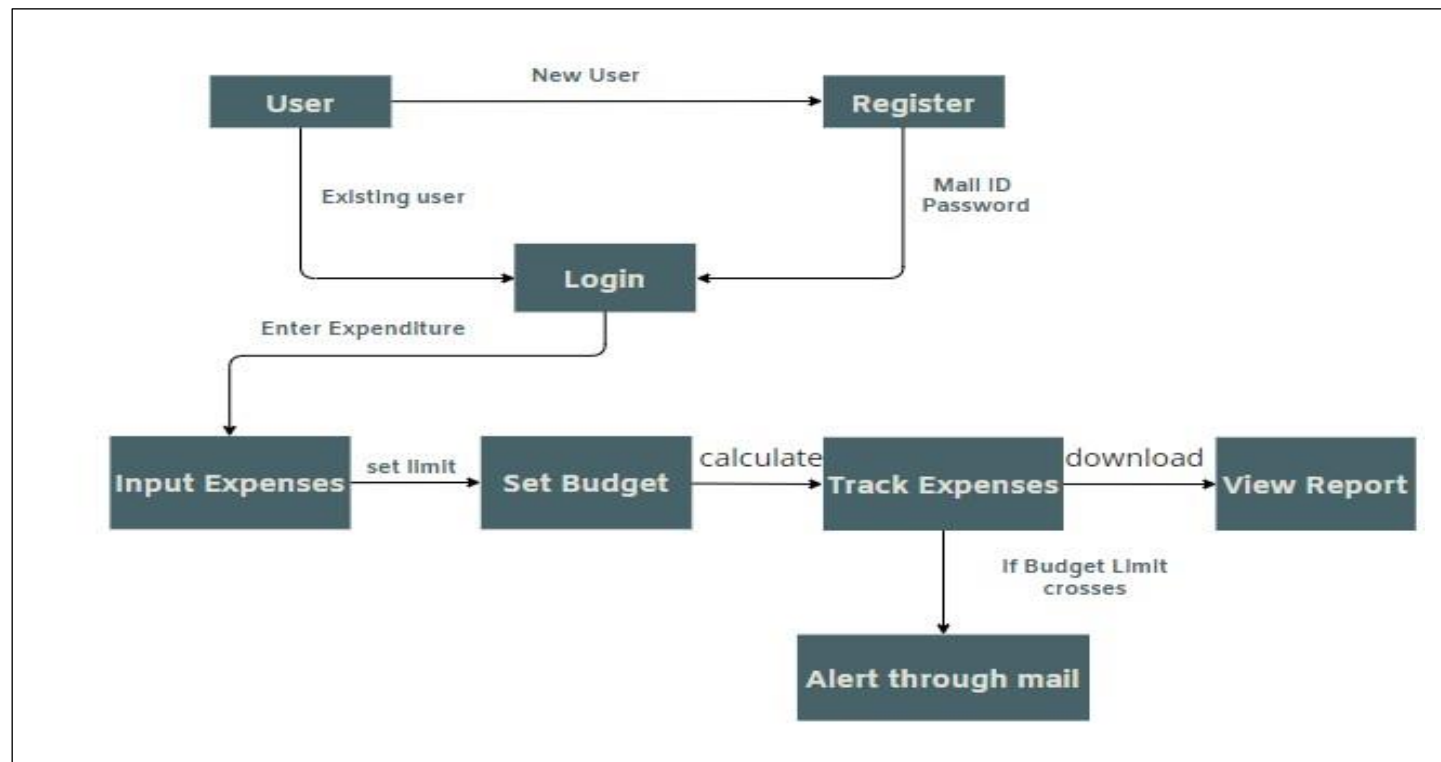 New User
User
Register
Existing user
Mail ID
Password
Login
Enter Expenditure
Input Expenses
set limit
Set Budget
calculate
Track Expenses
download
View Report
If Budget Limit
crosses
Alert through mail